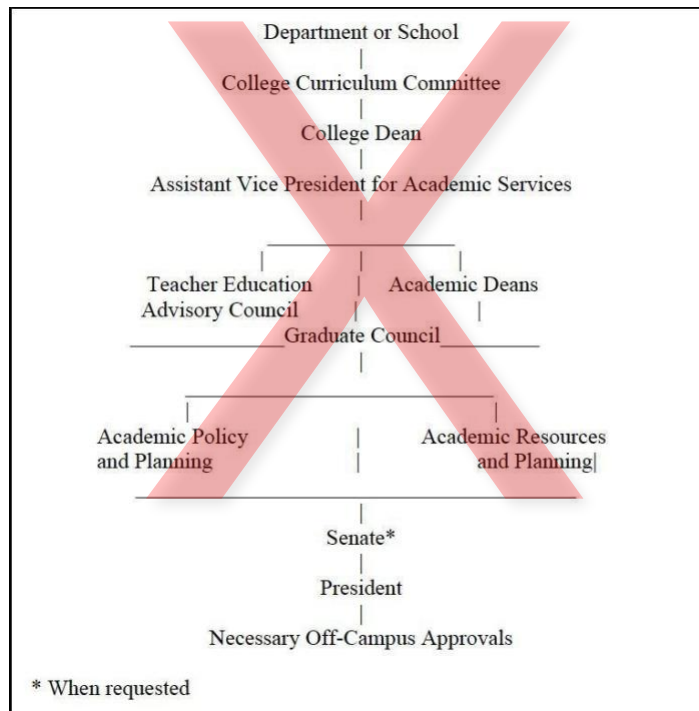 Department or School
College Curriculum Committee
College Dean
Assistant Vice President for Academic Services
Teacher Education Academic Deans
Advisory Council
Graduate Council
Academic Policy Academic Resources
and Planning and Planning
Senate*
President
Necessary Off-Campus Approvals
* When requested